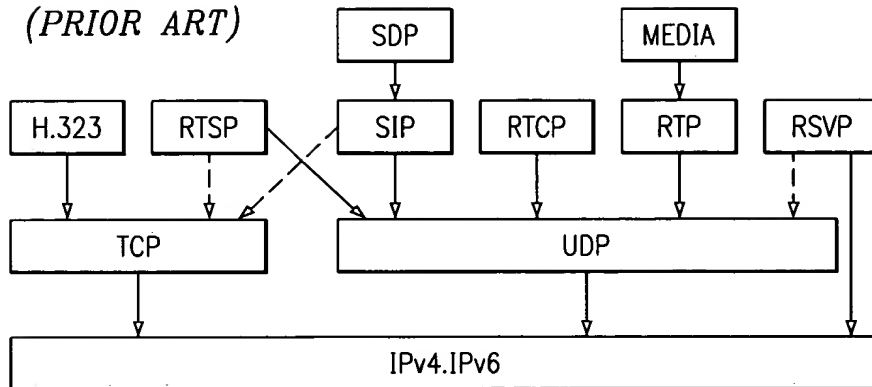 (PRIOR ART)
SDP
MEDIA
H.323
RTSP
SIP
RTCP
RTP
RSVP
TCP
UDP
IPv4.IPv6